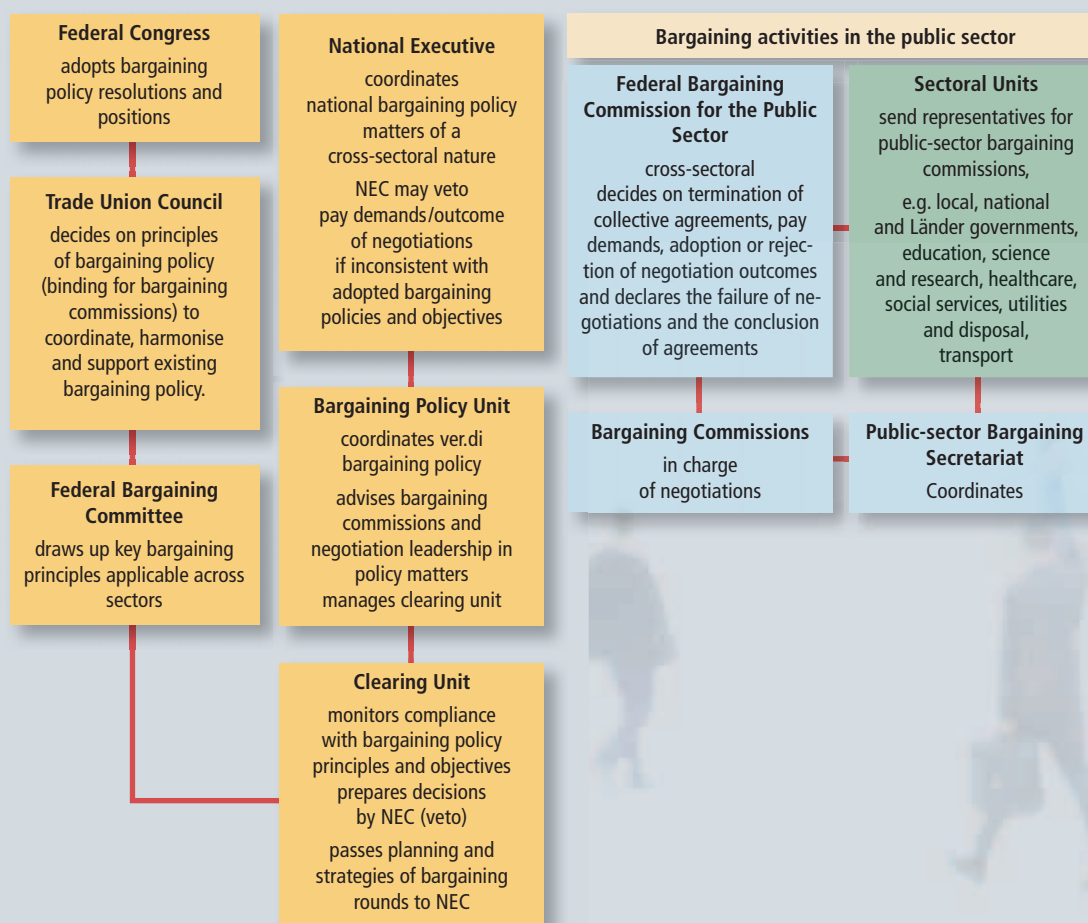 Federal Congress
adopts bargaining
policy resolutions and
positions
Trade Union Council
decides on principles
of bargaining policy
(binding for bargaining
commissions) to
coordinate, harmonise
and support existing
bargaining policy.
Federal Bargaining
Committee
draws up key bargaining
principles applicable across
sectors
National Executive
coordinates
national bargaining policy
matters of a
cross-sectoral nature
NEC may veto
pay demands/outcome
of negotiations
if inconsistent with
adopted bargaining
policies and objectives
Bargaining Policy Unit
coordinates ver.di
bargaining policy
advises bargaining
commissions and
negotiation leadership in
policy matters
manages clearing unit
Clearing Unit
monitors compliance
with bargaining policy
principles and objectives
prepares decisions
by NEC (veto)
passes planning and
strategies of bargaining
rounds to NEC
Bargaining activities in the public sector
Federal Bargaining
Commission for the Public
Sector
cross-sectoral
decides on termination of
collective agreements, pay
demands, adoption or rejec-
tion of negotiation outcomes
and declares the failure of ne-
gotiations and the conclusion
of agreements
Sectoral Units
send representatives for
public-sector bargaining
commissions,
e.g. local, national
and Länder governments,
education, science
and research, healthcare,
social services, utilities
and disposal,
transport
Bargaining Commissions
in charge
of negotiations
Public-sector Bargaining
Secretariat
Coordinates